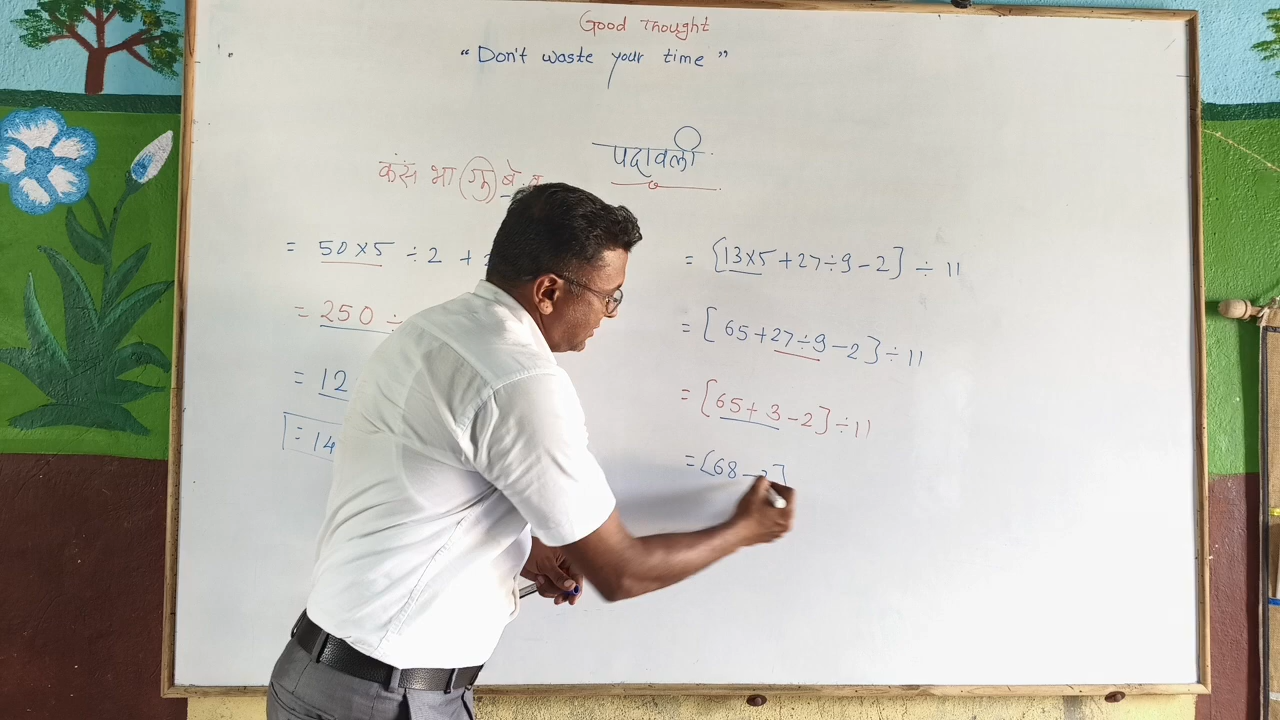 Good Thought
“ Don't waste your time ”
पदावली
कंस भा गु बे
= 50 × 5 ÷ 2 +
= 250 ÷
= 12
= 14
= [13×5 + 27÷9 - 2] ÷ 11
= [65 + 27÷9 - 2] ÷ 11
= [65 + 3 - 2] ÷ 11
= [68 - 2]